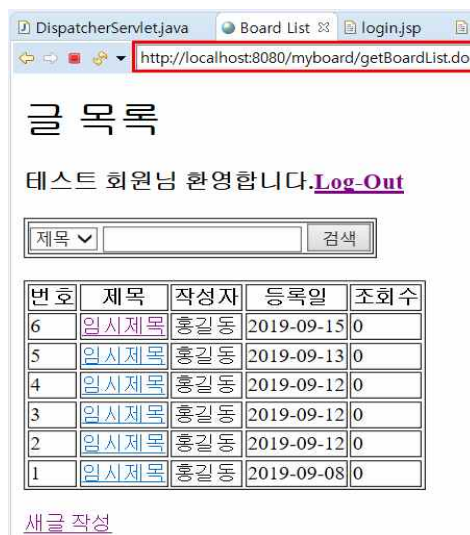 DispatcherServlet.java Board List login.jsp
http://localhost:8080/myboard/getBoardList.do
글 목록
테스트 회원님 환영합니다.Log-Out
제목 검색
번호 제목 작성자 등록일 조회수
6 임시제목 홍길동 2019-09-15 0
5 임시제목 홍길동 2019-09-13 0
4 임시제목 홍길동 2019-09-12 0
3 임시제목 홍길동 2019-09-12 0
2 임시제목 홍길동 2019-09-12 0
1 임시제목 홍길동 2019-09-08 0
새글 작성